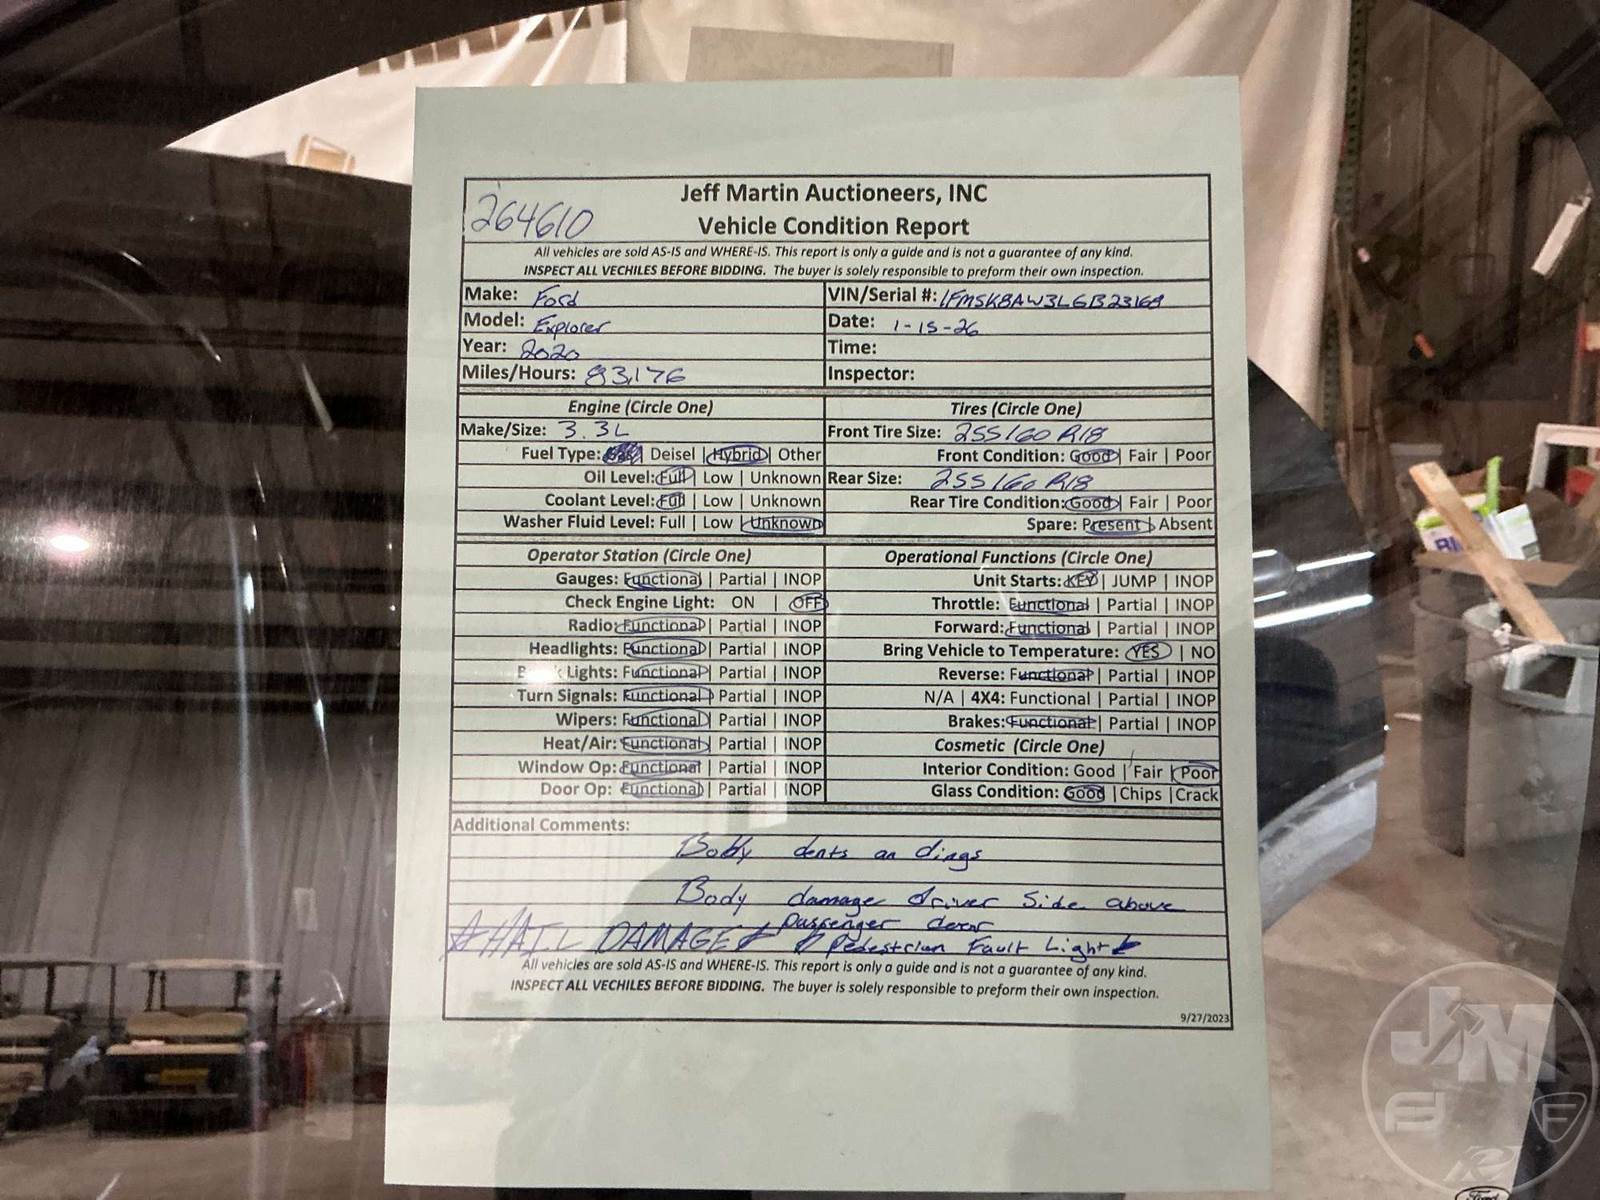 264610
Jeff Martin Auctioneers, INC
Vehicle Condition Report
All vehicles are sold AS-IS and WHERE-IS. This report is only a guide and is not a guarantee of any kind.
INSPECT ALL VECHILES BEFORE BIDDING. The buyer is solely responsible to preform their own inspection.
Make: Ford
VIN/Serial #: 1FMSK8AW3LGB23169
Model: Explorer
Date: 1-15-26
Year: 2020
Time:
Miles/Hours: 83,176
Inspector:
Engine (Circle One)
Tires (Circle One)
Make/Size: 3.3L
Front Tire Size: 255/60 R18
Fuel Type: | Deisel | Hybrid | Other
Front Condition: Good | Fair | Poor
Oil Level: Full | Low | Unknown
Rear Size: 255/60 R18
Coolant Level: Full | Low | Unknown
Rear Tire Condition: Good | Fair | Poor
Washer Fluid Level: Full | Low | Unknown
Spare: Present | Absent
Operator Station (Circle One)
Operational Functions (Circle One)
Gauges: Functional | Partial | INOP
Unit Starts: KEY | JUMP | INOP
Check Engine Light: ON | OFF
Throttle: Functional | Partial | INOP
Radio: Functional | Partial | INOP
Forward: Functional | Partial | INOP
Headlights: Functional | Partial | INOP
Bring Vehicle to Temperature: YES | NO
Lights: Functional | Partial | INOP
Reverse: Functional | Partial | INOP
Turn Signals: Functional | Partial | INOP
N/A | 4X4: Functional | Partial | INOP
Wipers: Functional | Partial | INOP
Brakes: Functional | Partial | INOP
Heat/Air: Functional | Partial | INOP
Cosmetic (Circle One)
Window Op: Functional | Partial | INOP
Interior Condition: Good | Fair | Poor
Door Op: Functional | Partial | INOP
Glass Condition: Good | Chips | Crack
Additional Comments:
Body dents an dings
Body damage driver side above
passenger door
HAIL DAMAGE Pedestrian Fault Light
All vehicles are sold AS-IS and WHERE-IS. This report is only a guide and is not a guarantee of any kind.
INSPECT ALL VECHILES BEFORE BIDDING. The buyer is solely responsible to preform their own inspection.
9/27/2023
JM
Ford